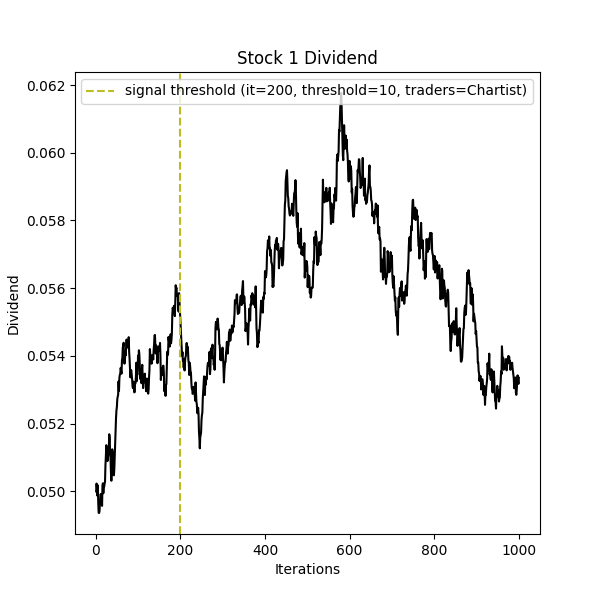 Stock 1 Dividend
signal threshold (it=200, threshold=10, traders=Chartist)
Dividend
0.062
0.060
0.058
0.056
0.054
0.052
0.050
0 200 400 600 800 1000
Iterations